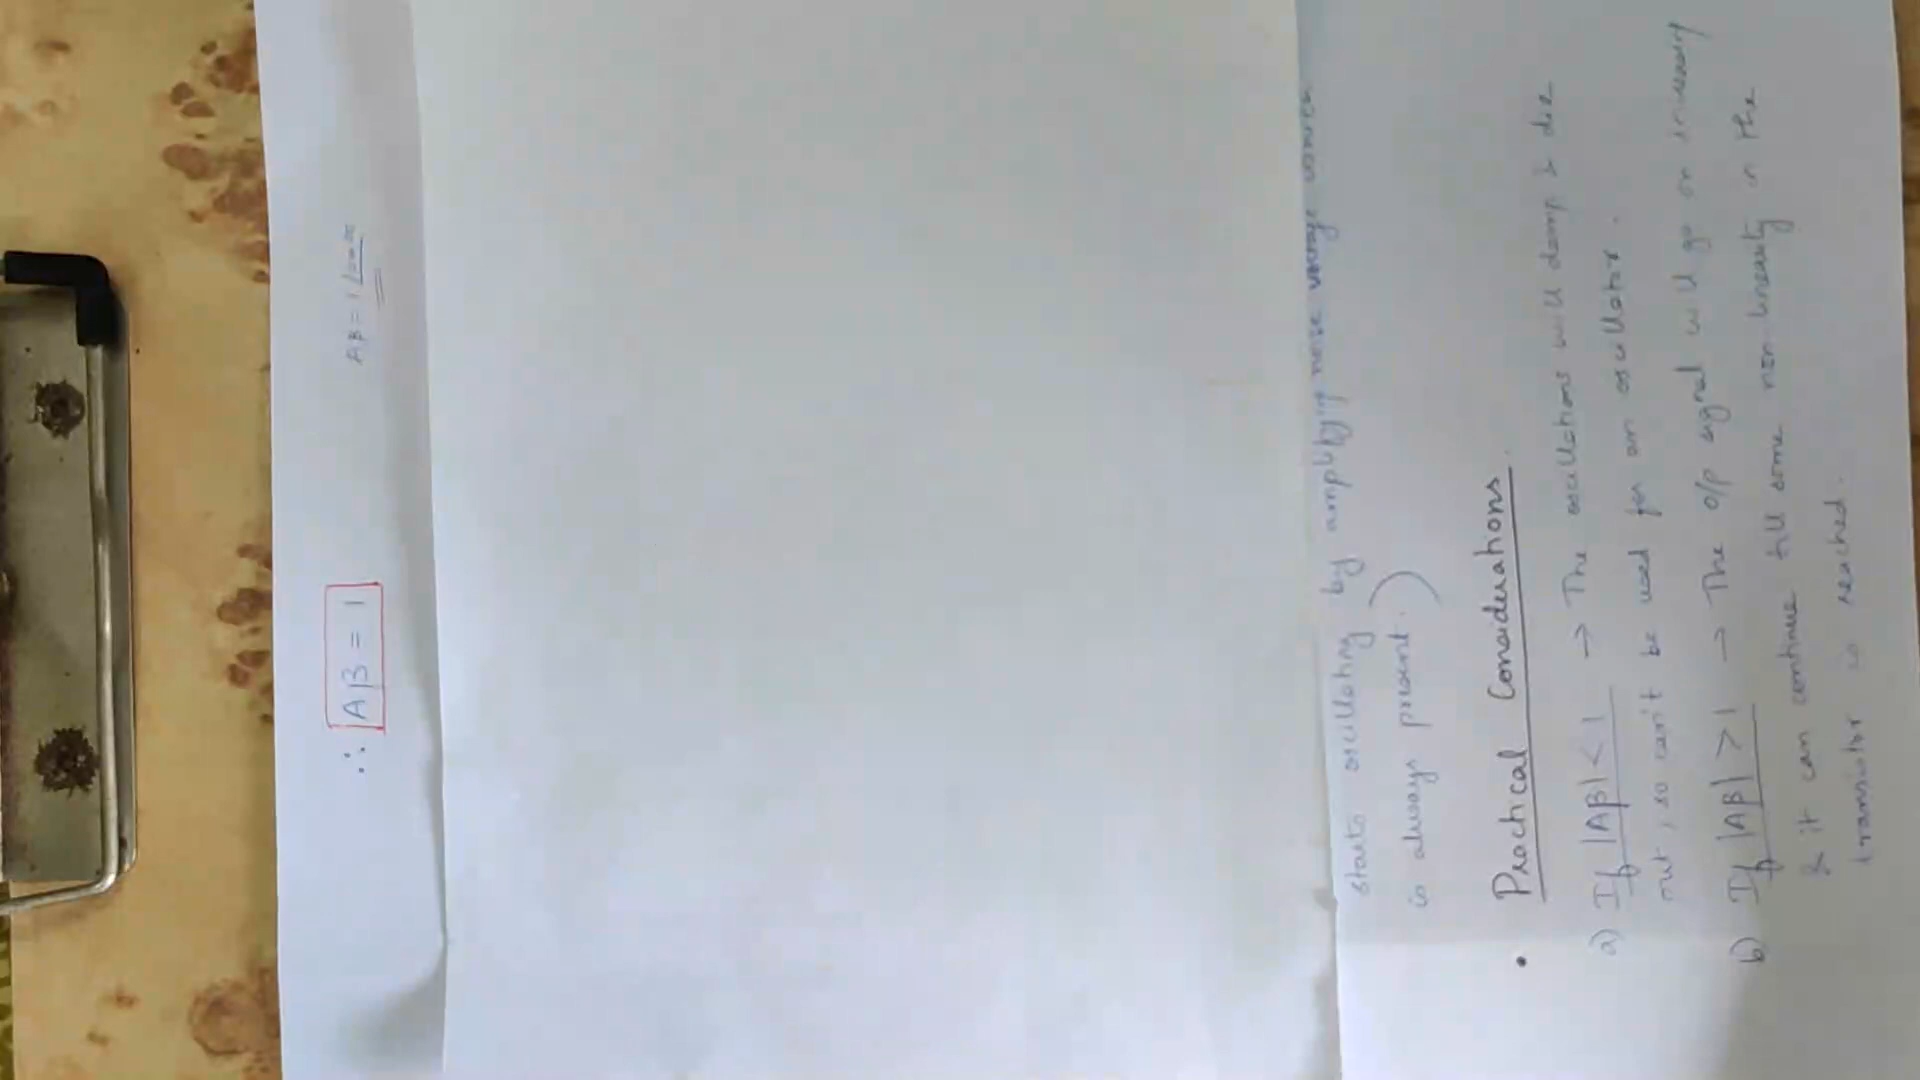 ∴ Aβ = 1 Aβ = 1
starts oscillating by amplifying noise voltage which
is always present.)
• Practical Considerations.
a) If |Aβ| < 1 → The oscillations will damp & die
out, so can't be used for an oscillator.
b) If |Aβ| > 1 → The o/p signal will go on increasing
& it can continue till some non-linearity in the
transistor is reached.